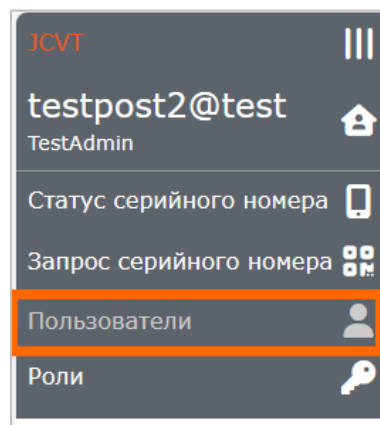 JCVT
testpost2@test
TestAdmin
Статус серийного номера
Запрос серийного номера
Пользователи
Роли